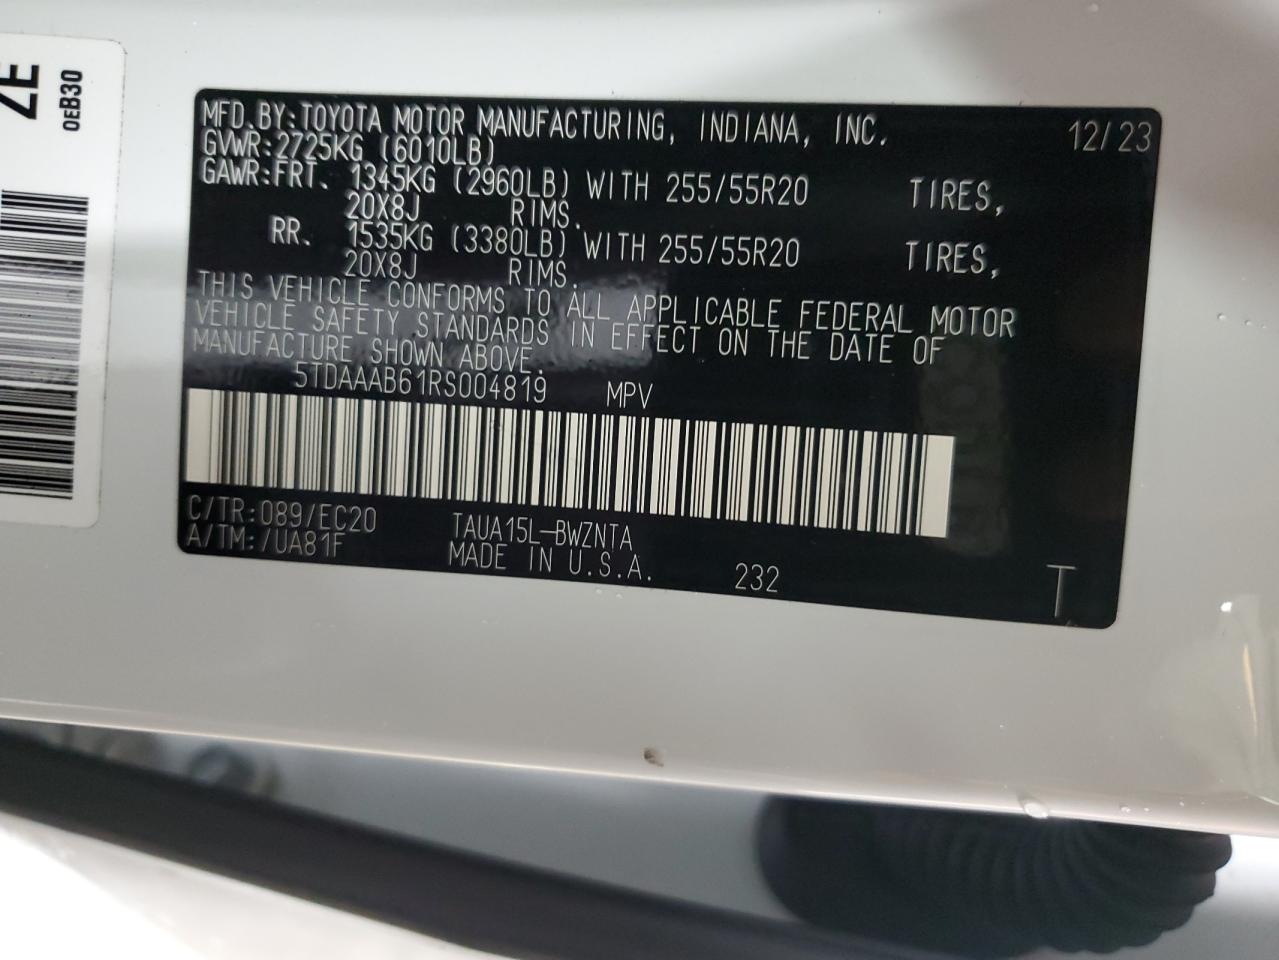 ZE
0EB30
MFD. BY: TOYOTA MOTOR MANUFACTURING, INDIANA, INC. 12/23
GVWR: 2725KG (6010LB)
GAWR: FRT. 1345KG (2960LB) WITH 255/55R20 TIRES,
20X8J RIMS.
RR. 1535KG (3380LB) WITH 255/55R20 TIRES,
20X8J RIMS.
THIS VEHICLE CONFORMS TO ALL APPLICABLE FEDERAL MOTOR
VEHICLE SAFETY STANDARDS IN EFFECT ON THE DATE OF
MANUFACTURE SHOWN ABOVE.
5TDAAAB61RS004819 MPV
C/TR: 089/EC20 TAUA15L-BWZNTA
A/TM: /UA81F MADE IN U.S.A. 232 T